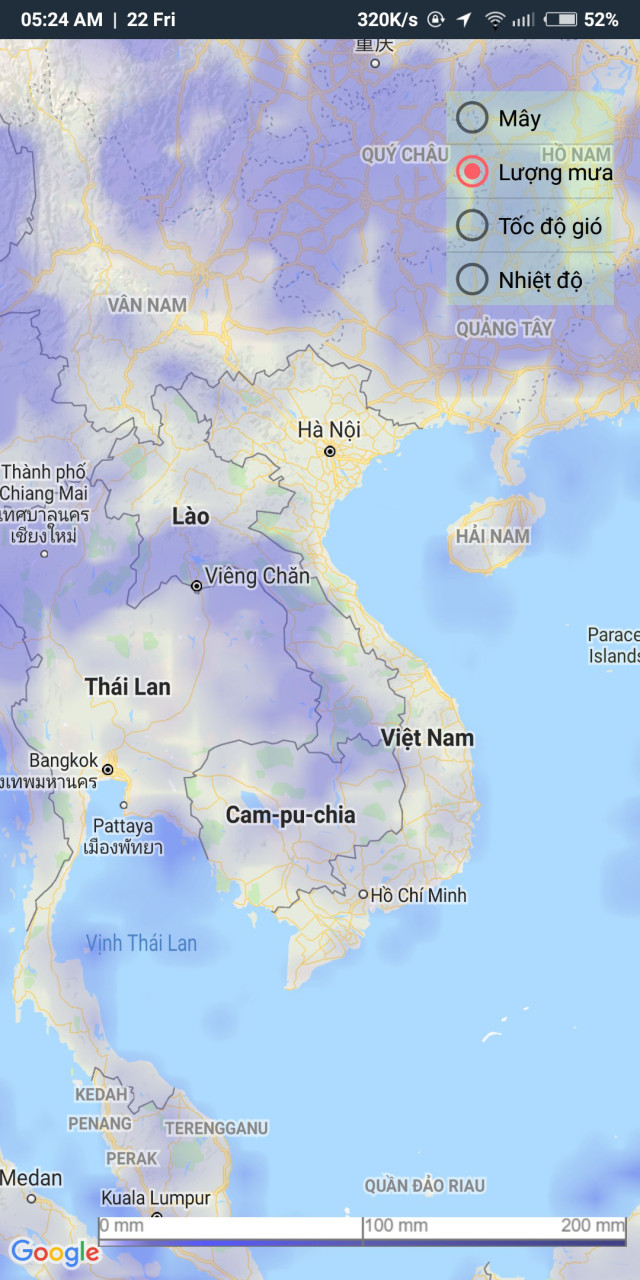 05:24 AM | 22 Fri
320K/s
52%
重庆
Mây
QUÝ CHÂU
HỒ NAM
Lượng mưa
Tốc độ gió
Nhiệt độ
VÂN NAM
QUẢNG TÂY
Hà Nội
Thành phố
Chiang Mai
เทศบาลนคร
เชียงใหม่
Lào
HẢI NAM
Viêng Chăn
Parace
Islands
Thái Lan
Việt Nam
Bangkok
งเทพมหานคร
Cam-pu-chia
Pattaya
เมืองพัทยา
Hồ Chí Minh
Vịnh Thái Lan
KEDAH
PENANG
TERENGGANU
PERAK
Medan
QUẦN ĐẢO RIAU
Kuala Lumpur
0 mm
100 mm
200 mm
Google